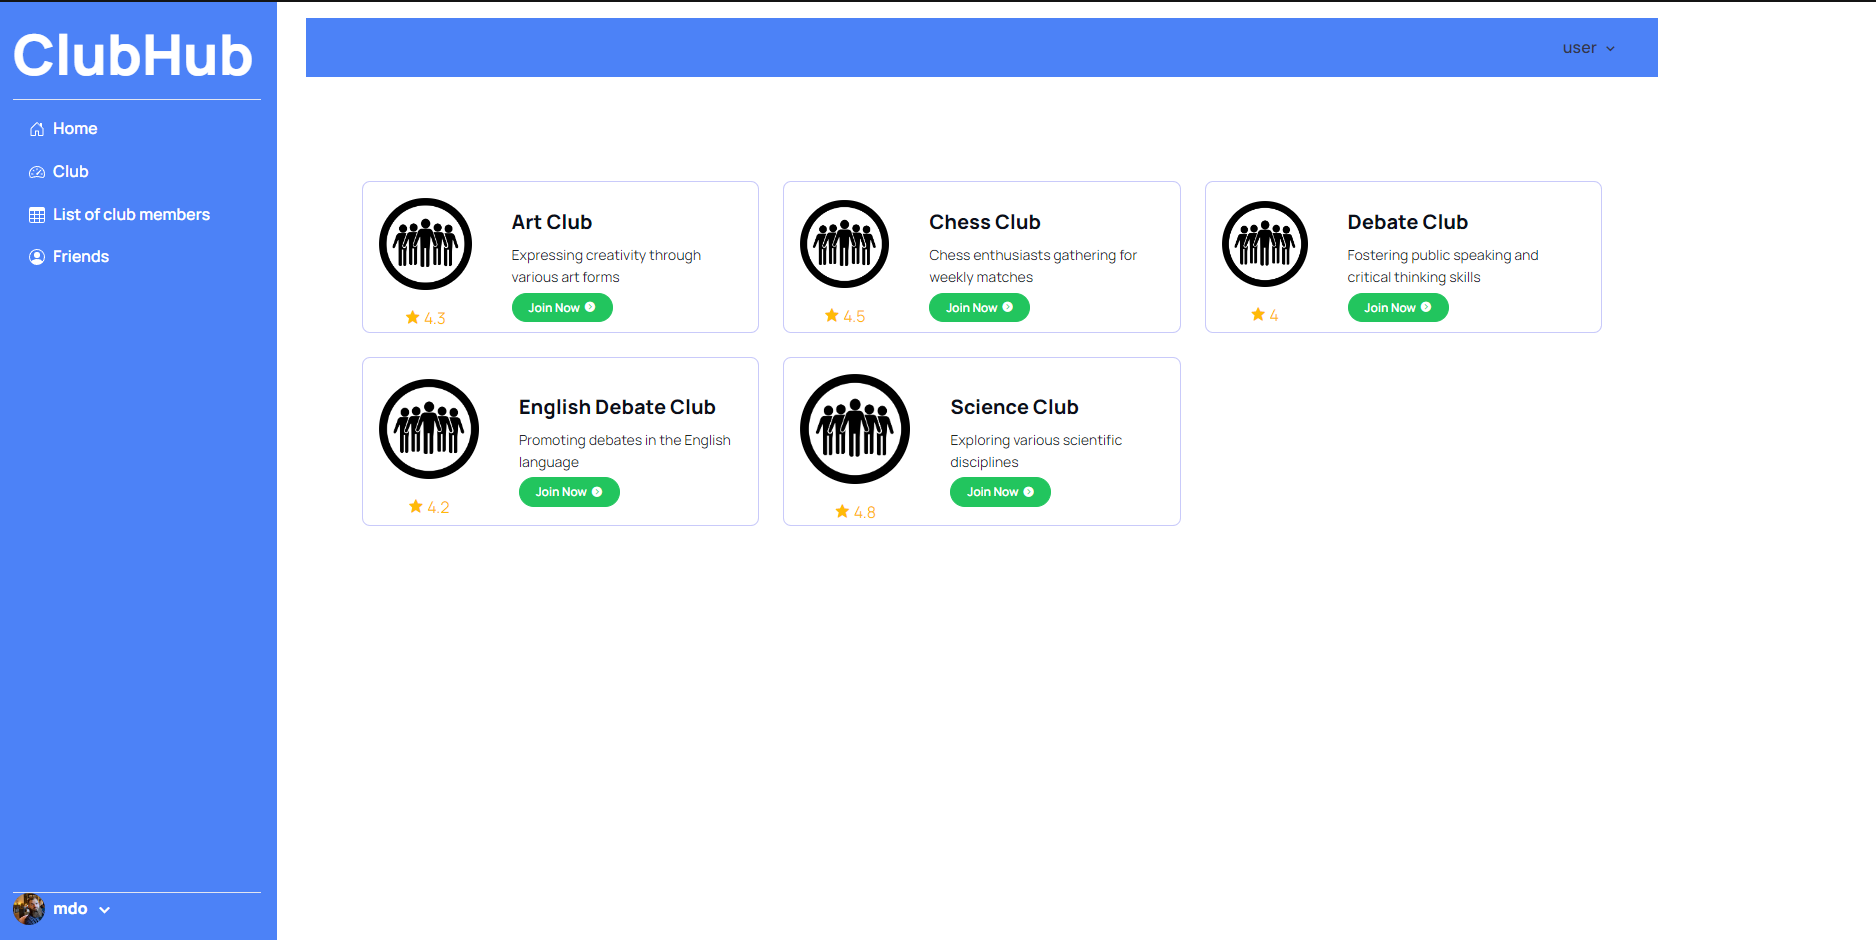 ClubHub
Home
Club
List of club members
Friends
mdo
user
Art Club
Expressing creativity through
various art forms
Join Now
4.3
Chess Club
Chess enthusiasts gathering for
weekly matches
Join Now
4.5
Debate Club
Fostering public speaking and
critical thinking skills
Join Now
4
English Debate Club
Promoting debates in the English
language
Join Now
4.2
Science Club
Exploring various scientific
disciplines
Join Now
4.8